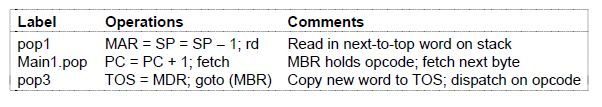 Label Operations Comments
pop1 MAR = SP = SP – 1; rd Read in next-to-top word on stack
Main1.pop PC = PC + 1; fetch MBR holds opcode; fetch next byte
pop3 TOS = MDR; goto (MBR) Copy new word to TOS; dispatch on opcode